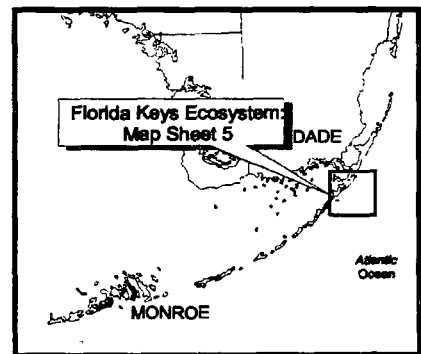 Florida Keys Ecosystem:
Map Sheet 5
DADE
Atlantic
Ocean
MONROE